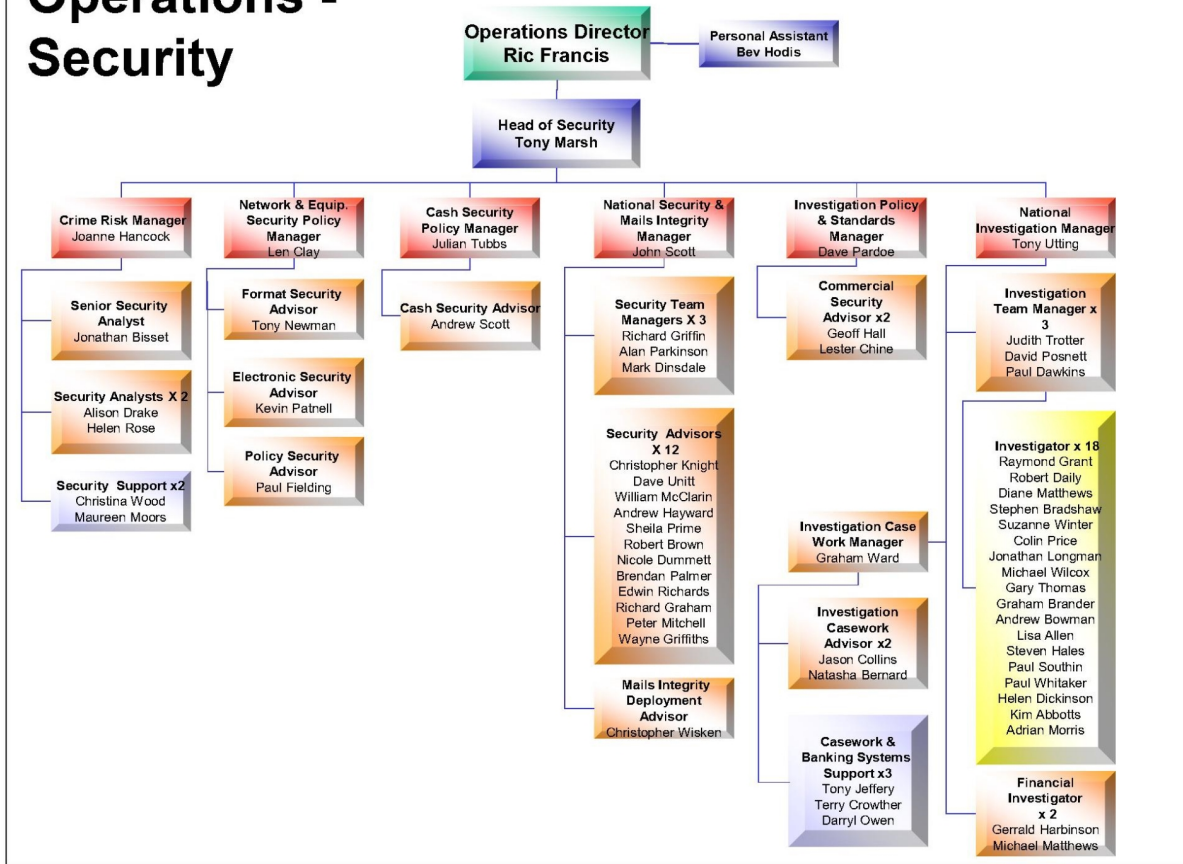 Operations -
Security
Operations Director
Ric Francis
Personal Assistant
Bev Hodis
Head of Security
Tony Marsh
Crime Risk Manager
Joanne Hancock
Senior Security
Analyst
Jonathan Bisset
Security Analysts X 2
Alison Drake
Helen Rose
Security Support x2
Christina Wood
Maureen Moors
Network & Equip.
Security Policy
Manager
Len Clay
Format Security
Advisor
Tony Newman
Electronic Security
Advisor
Kevin Patnell
Policy Security
Advisor
Paul Fielding
Cash Security
Policy Manager
Julian Tubbs
Cash Security Advisor
Andrew Scott
National Security &
Mails Integrity
Manager
John Scott
Security Team
Managers X 3
Richard Griffin
Alan Parkinson
Mark Dinsdale
Security Advisors
X 12
Christopher Knight
Dave Unitt
William McClarin
Andrew Hayward
Sheila Prime
Robert Brown
Nicole Dummett
Brendan Palmer
Edwin Richards
Richard Graham
Peter Mitchell
Wayne Griffiths
Mails Integrity
Deployment
Advisor
Christopher Wisken
Investigation Policy
& Standards
Manager
Dave Pardoe
Commercial
Security
Advisor x2
Geoff Hall
Lester Chine
National
Investigation Manager
Tony Utting
Investigation
Team Manager x
3
Judith Trotter
David Posnett
Paul Dawkins
Investigator x 18
Raymond Grant
Robert Daily
Diane Matthews
Stephen Bradshaw
Suzanne Winter
Colin Price
Jonathan Longman
Michael Wilcox
Gary Thomas
Graham Brander
Andrew Bowman
Lisa Allen
Steven Hales
Paul Southin
Paul Whitaker
Helen Dickinson
Kim Abbotts
Adrian Morris
Investigation Case
Work Manager
Graham Ward
Investigation
Casework
Advisor x2
Jason Collins
Natasha Bernard
Casework &
Banking Systems
Support x3
Tony Jeffery
Terry Crowther
Darryl Owen
Financial
Investigator
x 2
Gerrald Harbinson
Michael Matthews